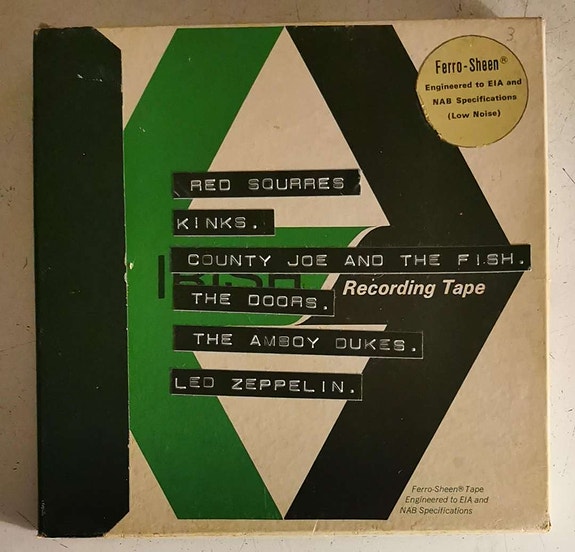 3
Ferro-Sheen®
Engineered to EIA and
NAB Specifications
(Low Noise)
RED SQURRES
KINKS.
COUNTY JOE AND THE FISH.
IRISH
Recording Tape
THE DOORS.
THE AMBOY DUKES.
LED ZEPPELIN.
Ferro-Sheen® Tape
Engineered to EIA and
NAB Specifications